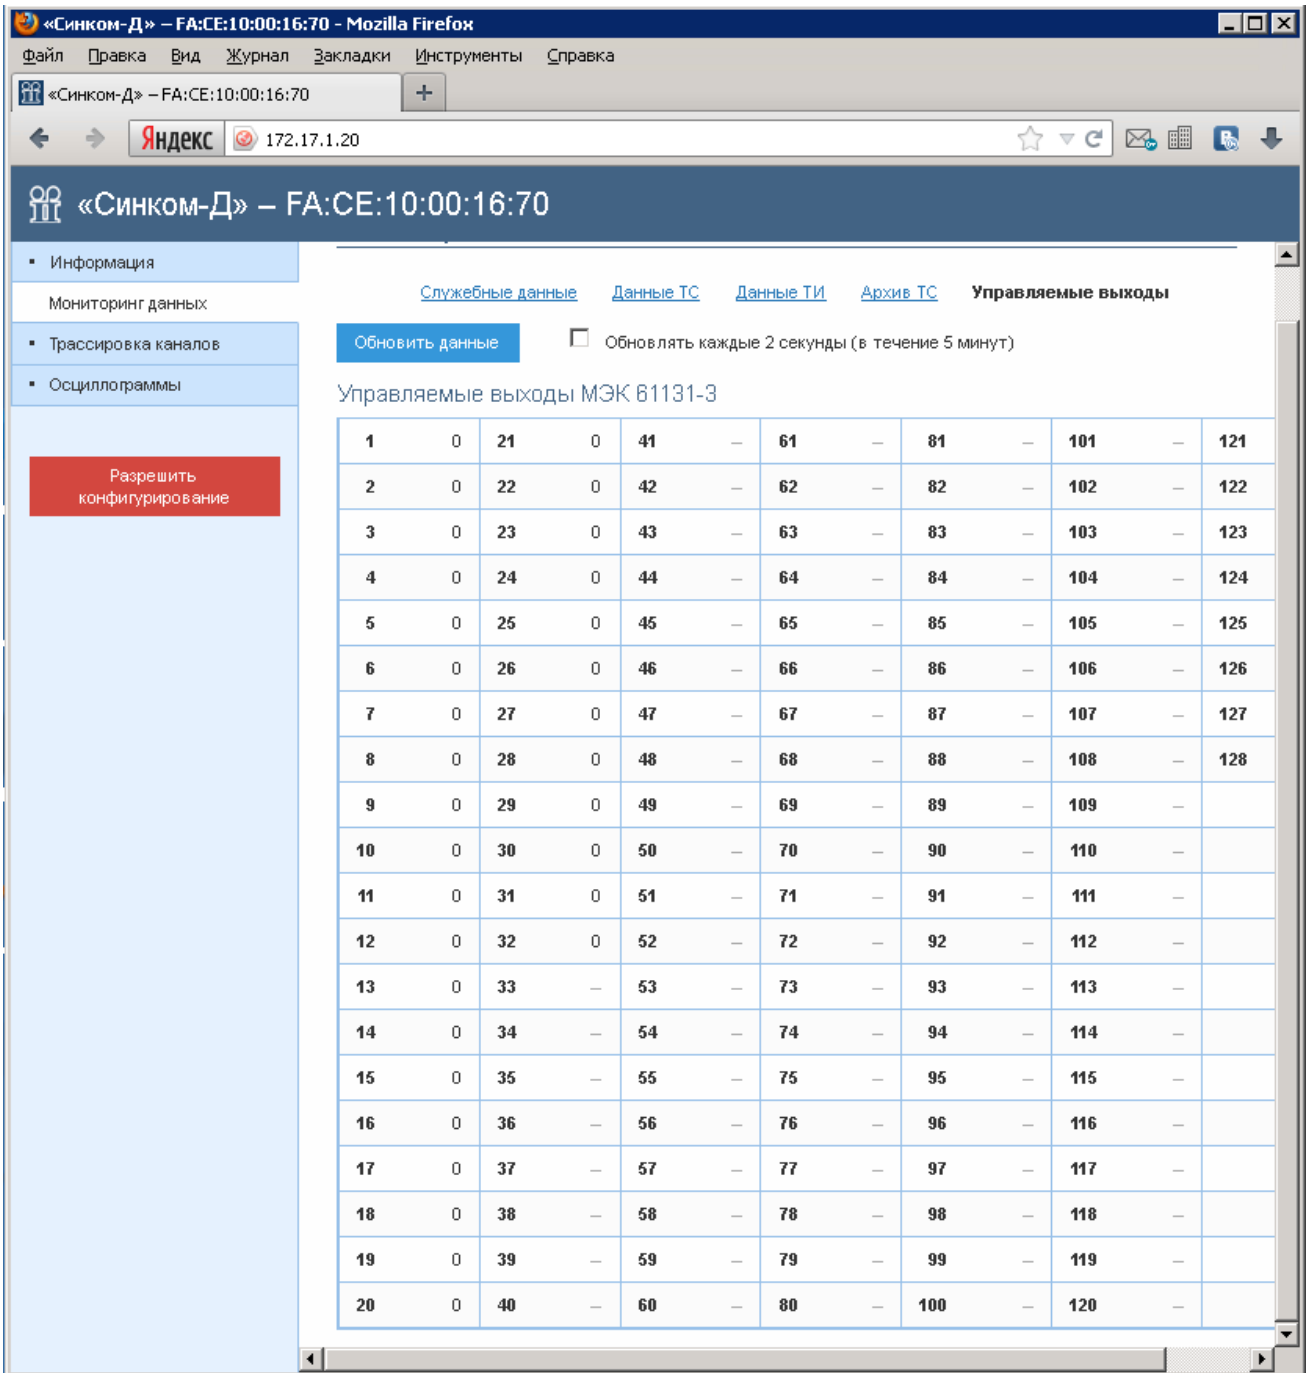 «Синком-Д» – FA:CE:10:00:16:70 - Mozilla Firefox
Файл Правка Вид Журнал Закладки Инструменты Справка
«Синком-Д» – FA:CE:10:00:16:70 +
Яндекс 172.17.1.20
«Синком-Д» – FA:CE:10:00:16:70
Информация
Мониторинг данных
Трассировка каналов
Осциллограммы
Разрешить
конфигурирование
Служебные данные Данные ТС Данные ТИ Архив ТС Управляемые выходы
Обновить данные Обновлять каждые 2 секунды (в течение 5 минут)
Управляемые выходы МЭК 61131-3
1 0 21 0 41 – 61 – 81 – 101 – 121
2 0 22 0 42 – 62 – 82 – 102 – 122
3 0 23 0 43 – 63 – 83 – 103 – 123
4 0 24 0 44 – 64 – 84 – 104 – 124
5 0 25 0 45 – 65 – 85 – 105 – 125
6 0 26 0 46 – 66 – 86 – 106 – 126
7 0 27 0 47 – 67 – 87 – 107 – 127
8 0 28 0 48 – 68 – 88 – 108 – 128
9 0 29 0 49 – 69 – 89 – 109 –
10 0 30 0 50 – 70 – 90 – 110 –
11 0 31 0 51 – 71 – 91 – 111 –
12 0 32 0 52 – 72 – 92 – 112 –
13 0 33 – 53 – 73 – 93 – 113 –
14 0 34 – 54 – 74 – 94 – 114 –
15 0 35 – 55 – 75 – 95 – 115 –
16 0 36 – 56 – 76 – 96 – 116 –
17 0 37 – 57 – 77 – 97 – 117 –
18 0 38 – 58 – 78 – 98 – 118 –
19 0 39 – 59 – 79 – 99 – 119 –
20 0 40 – 60 – 80 – 100 – 120 –